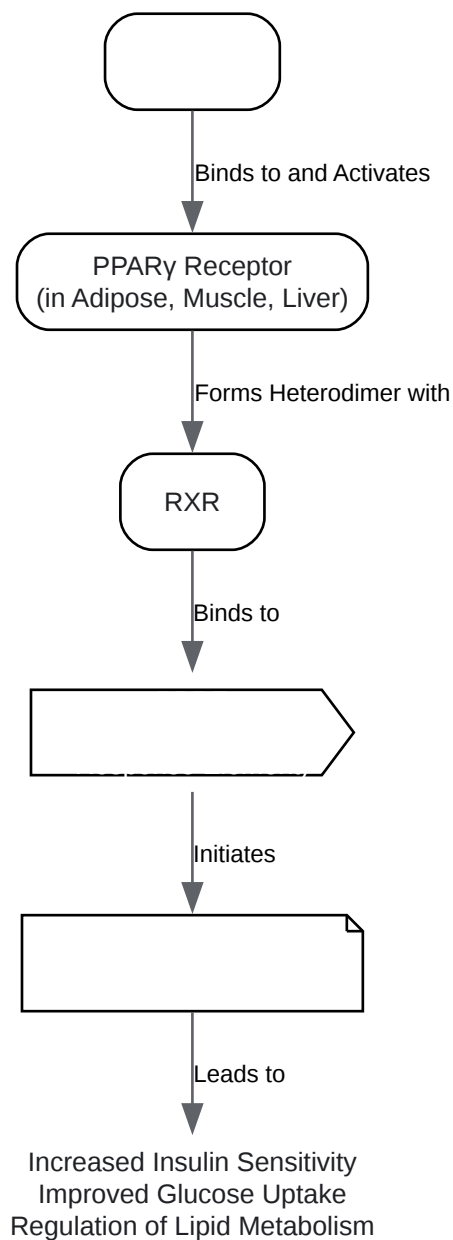 Binds to and Activates
PPARγ Receptor
(in Adipose, Muscle, Liver)
Forms Heterodimer with
RXR
Binds to
Initiates
Leads to
Increased Insulin Sensitivity
Improved Glucose Uptake
Regulation of Lipid Metabolism